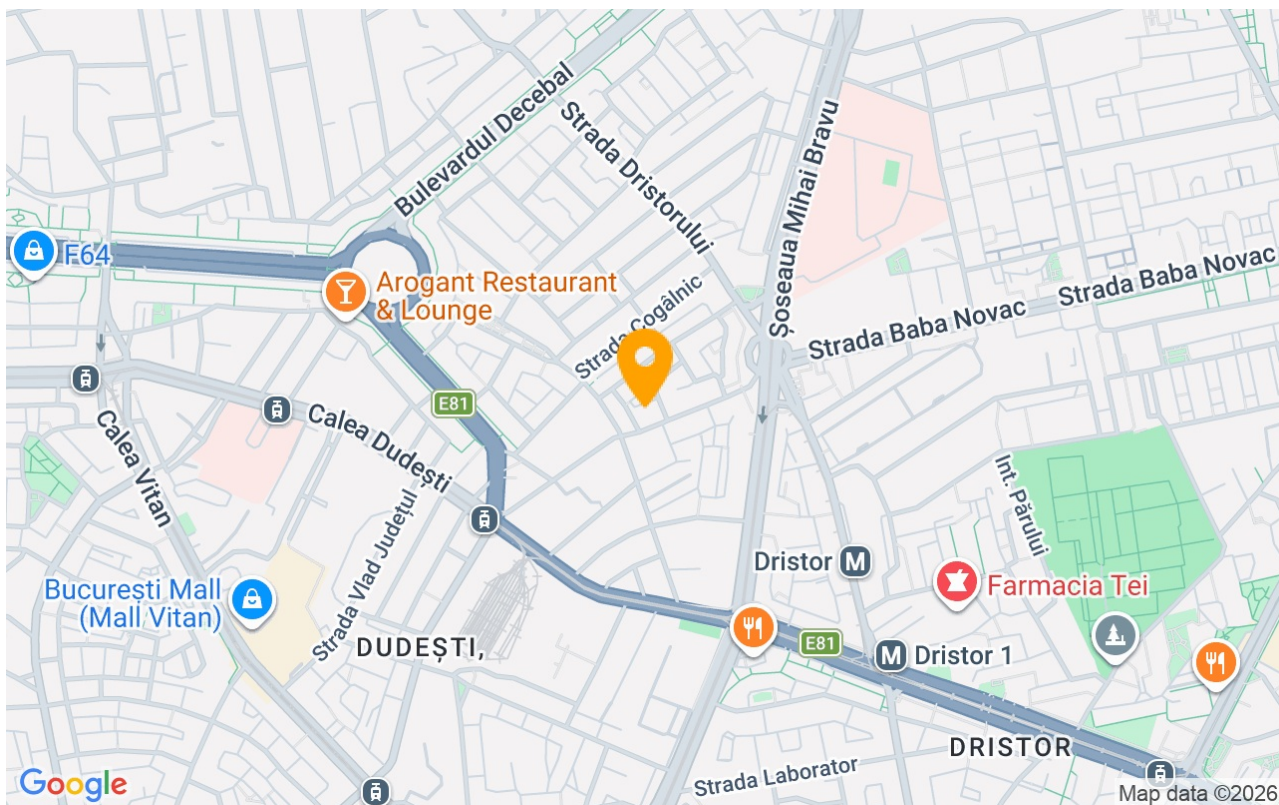 Bulevardul Decebal
Strada Dristorului
Șoseaua Mihai Bravu
F64
Arogant Restaurant
& Lounge
Strada Cogâlnic
Strada Baba Novac
Strada Baba Novac
E81
Calea Dudești
Calea Vitan
Int. Părului
Strada Vlad Județul
Dristor
M
Farmacia Tei
București Mall
(Mall Vitan)
DUDEȘTI,
E81
M
Dristor 1
DRISTOR
Strada Laborator
Google
Map data ©2026